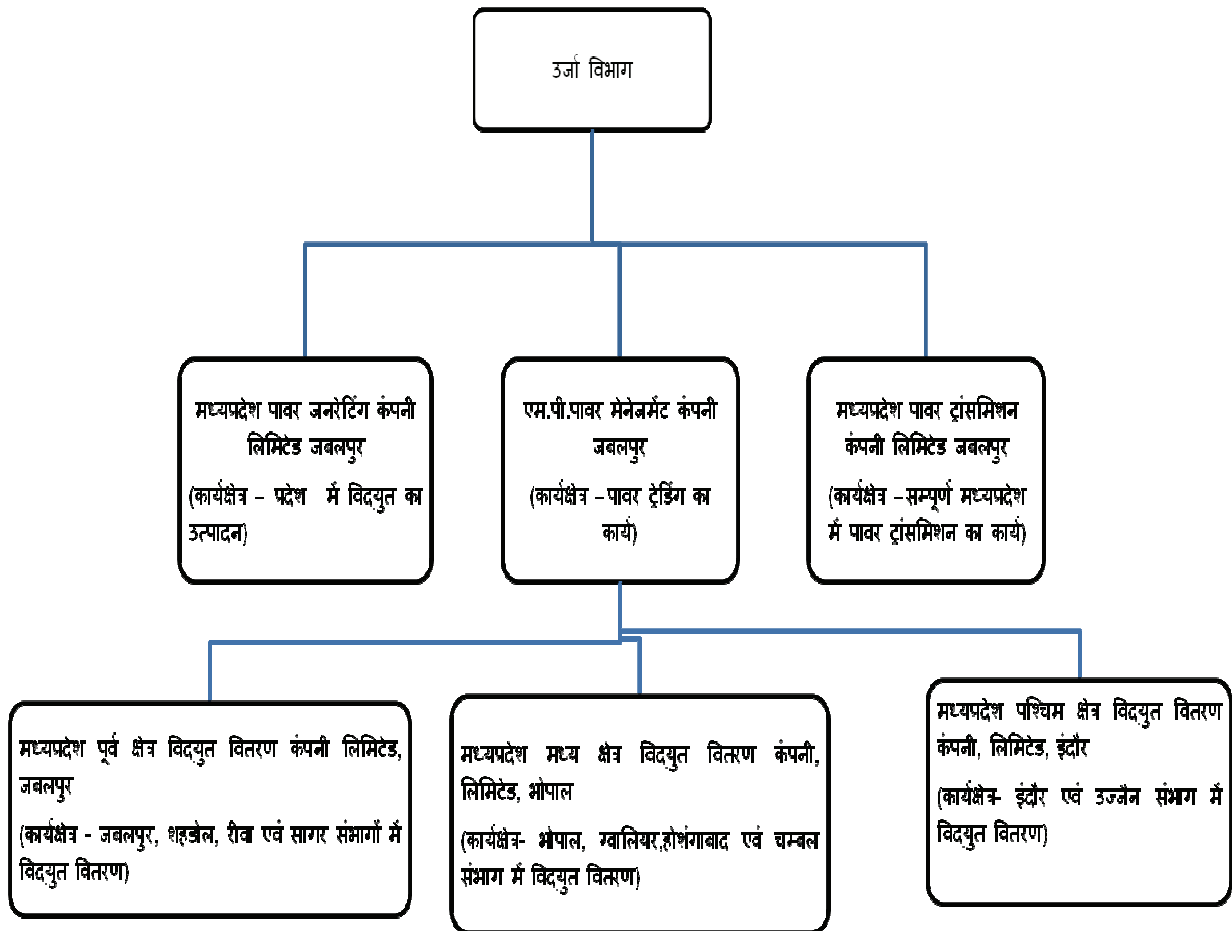 उर्जा विभाग
मध्यप्रदेश पावर जनरेटिंग कंपनी
लिमिटेड जबलपुर
(कार्यक्षेत्र – प्रदेश में विद्युत का
उत्पादन)
एम.पी.पावर मेनेजमेंट कंपनी
जबलपुर
(कार्यक्षेत्र – पावर ट्रेडिंग का
कार्य)
मध्यप्रदेश पावर ट्रांसमिशन
कंपनी लिमिटेड जबलपुर
(कार्यक्षेत्र – सम्पूर्ण मध्यप्रदेश
में पावर ट्रांसमिशन का कार्य)
मध्यप्रदेश पूर्व क्षेत्र विद्युत वितरण कंपनी लिमिटेड,
जबलपुर
(कार्यक्षेत्र - जबलपुर, शहडोल, रीवा एवं सागर संभागों में
विद्युत वितरण)
मध्यप्रदेश मध्य क्षेत्र विद्युत वितरण कंपनी,
लिमिटेड, भोपाल
(कार्यक्षेत्र- भोपाल, ग्वालियर,होशंगाबाद एवं चम्बल
संभाग में विद्युत वितरण)
मध्यप्रदेश पश्चिम क्षेत्र विद्युत वितरण
कंपनी, लिमिटेड, इंदौर
(कार्यक्षेत्र- इंदौर एवं उज्जैन संभाग में
विद्युत वितरण)